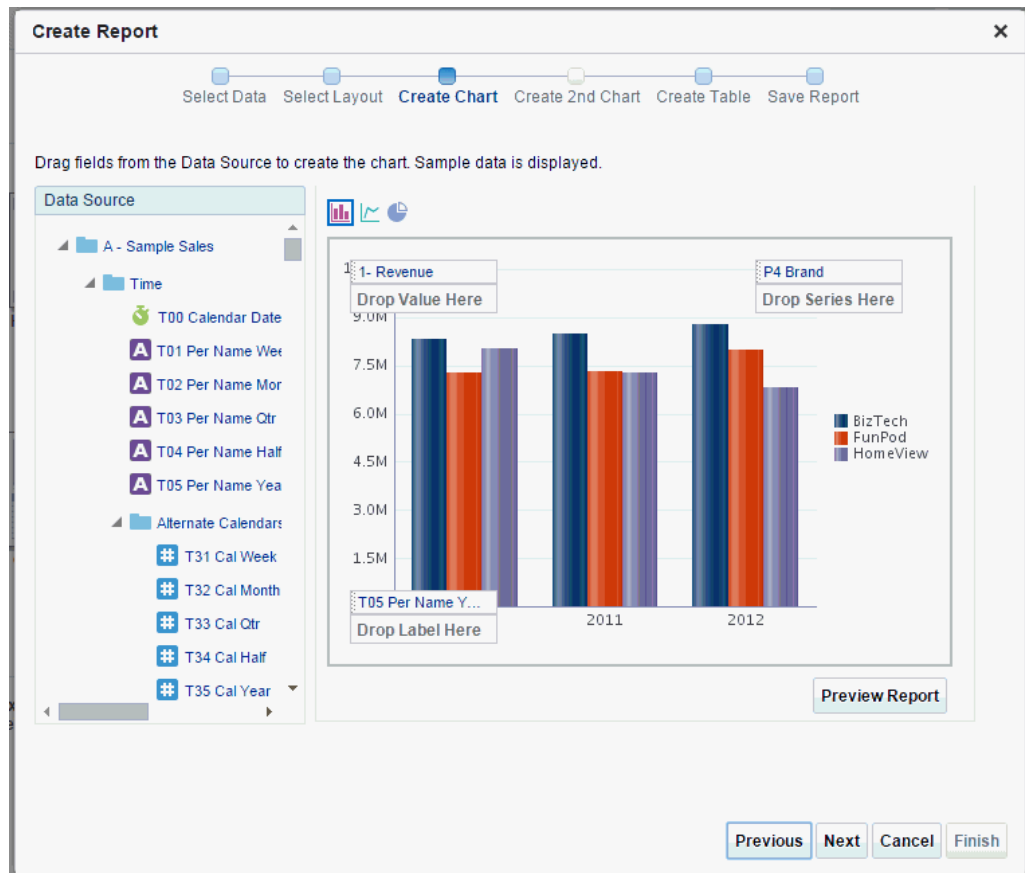 Create Report
Select Data Select Layout Create Chart Create 2nd Chart Create Table Save Report
Drag fields from the Data Source to create the chart. Sample data is displayed.
Data Source
A - Sample Sales
Time
T00 Calendar Date
T01 Per Name Wee
T02 Per Name Mor
T03 Per Name Qtr
T04 Per Name Half
T05 Per Name Yea
Alternate Calendars
T31 Cal Week
T32 Cal Month
T33 Cal Qtr
T34 Cal Half
T35 Cal Year
1- Revenue
Drop Value Here
P4 Brand
Drop Series Here
9.0M
7.5M
6.0M
4.5M
3.0M
1.5M
BizTech
FunPod
HomeView
T05 Per Name Y...
Drop Label Here
2011 2012
Preview Report
Previous Next Cancel Finish